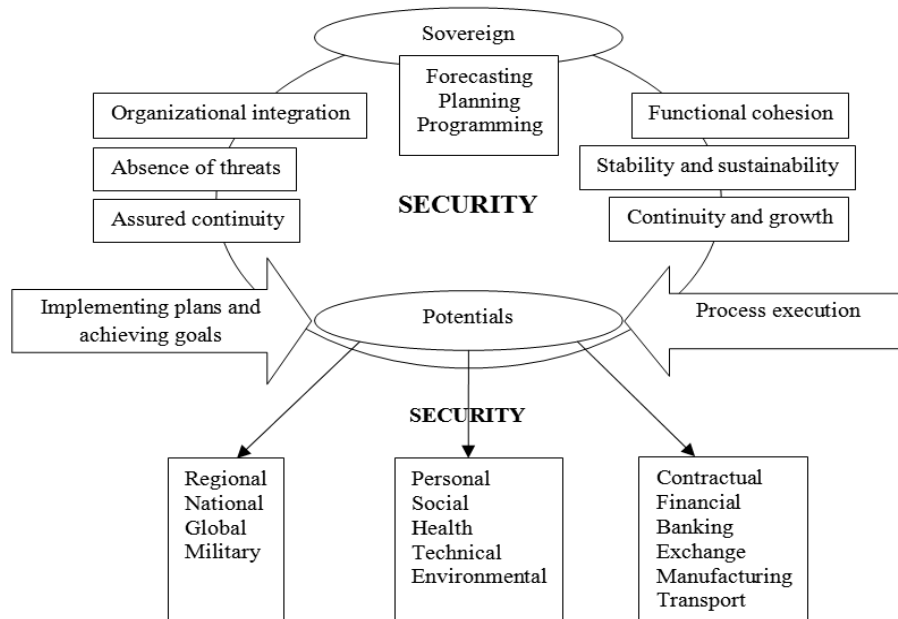 Sovereign
Forecasting
Planning
Programming
Organizational integration
Functional cohesion
Absence of threats
Stability and sustainability
SECURITY
Assured continuity
Continuity and growth
Implementing plans and
achieving goals
Potentials
Process execution
SECURITY
Regional
National
Global
Military
Personal
Social
Health
Technical
Environmental
Contractual
Financial
Banking
Exchange
Manufacturing
Transport